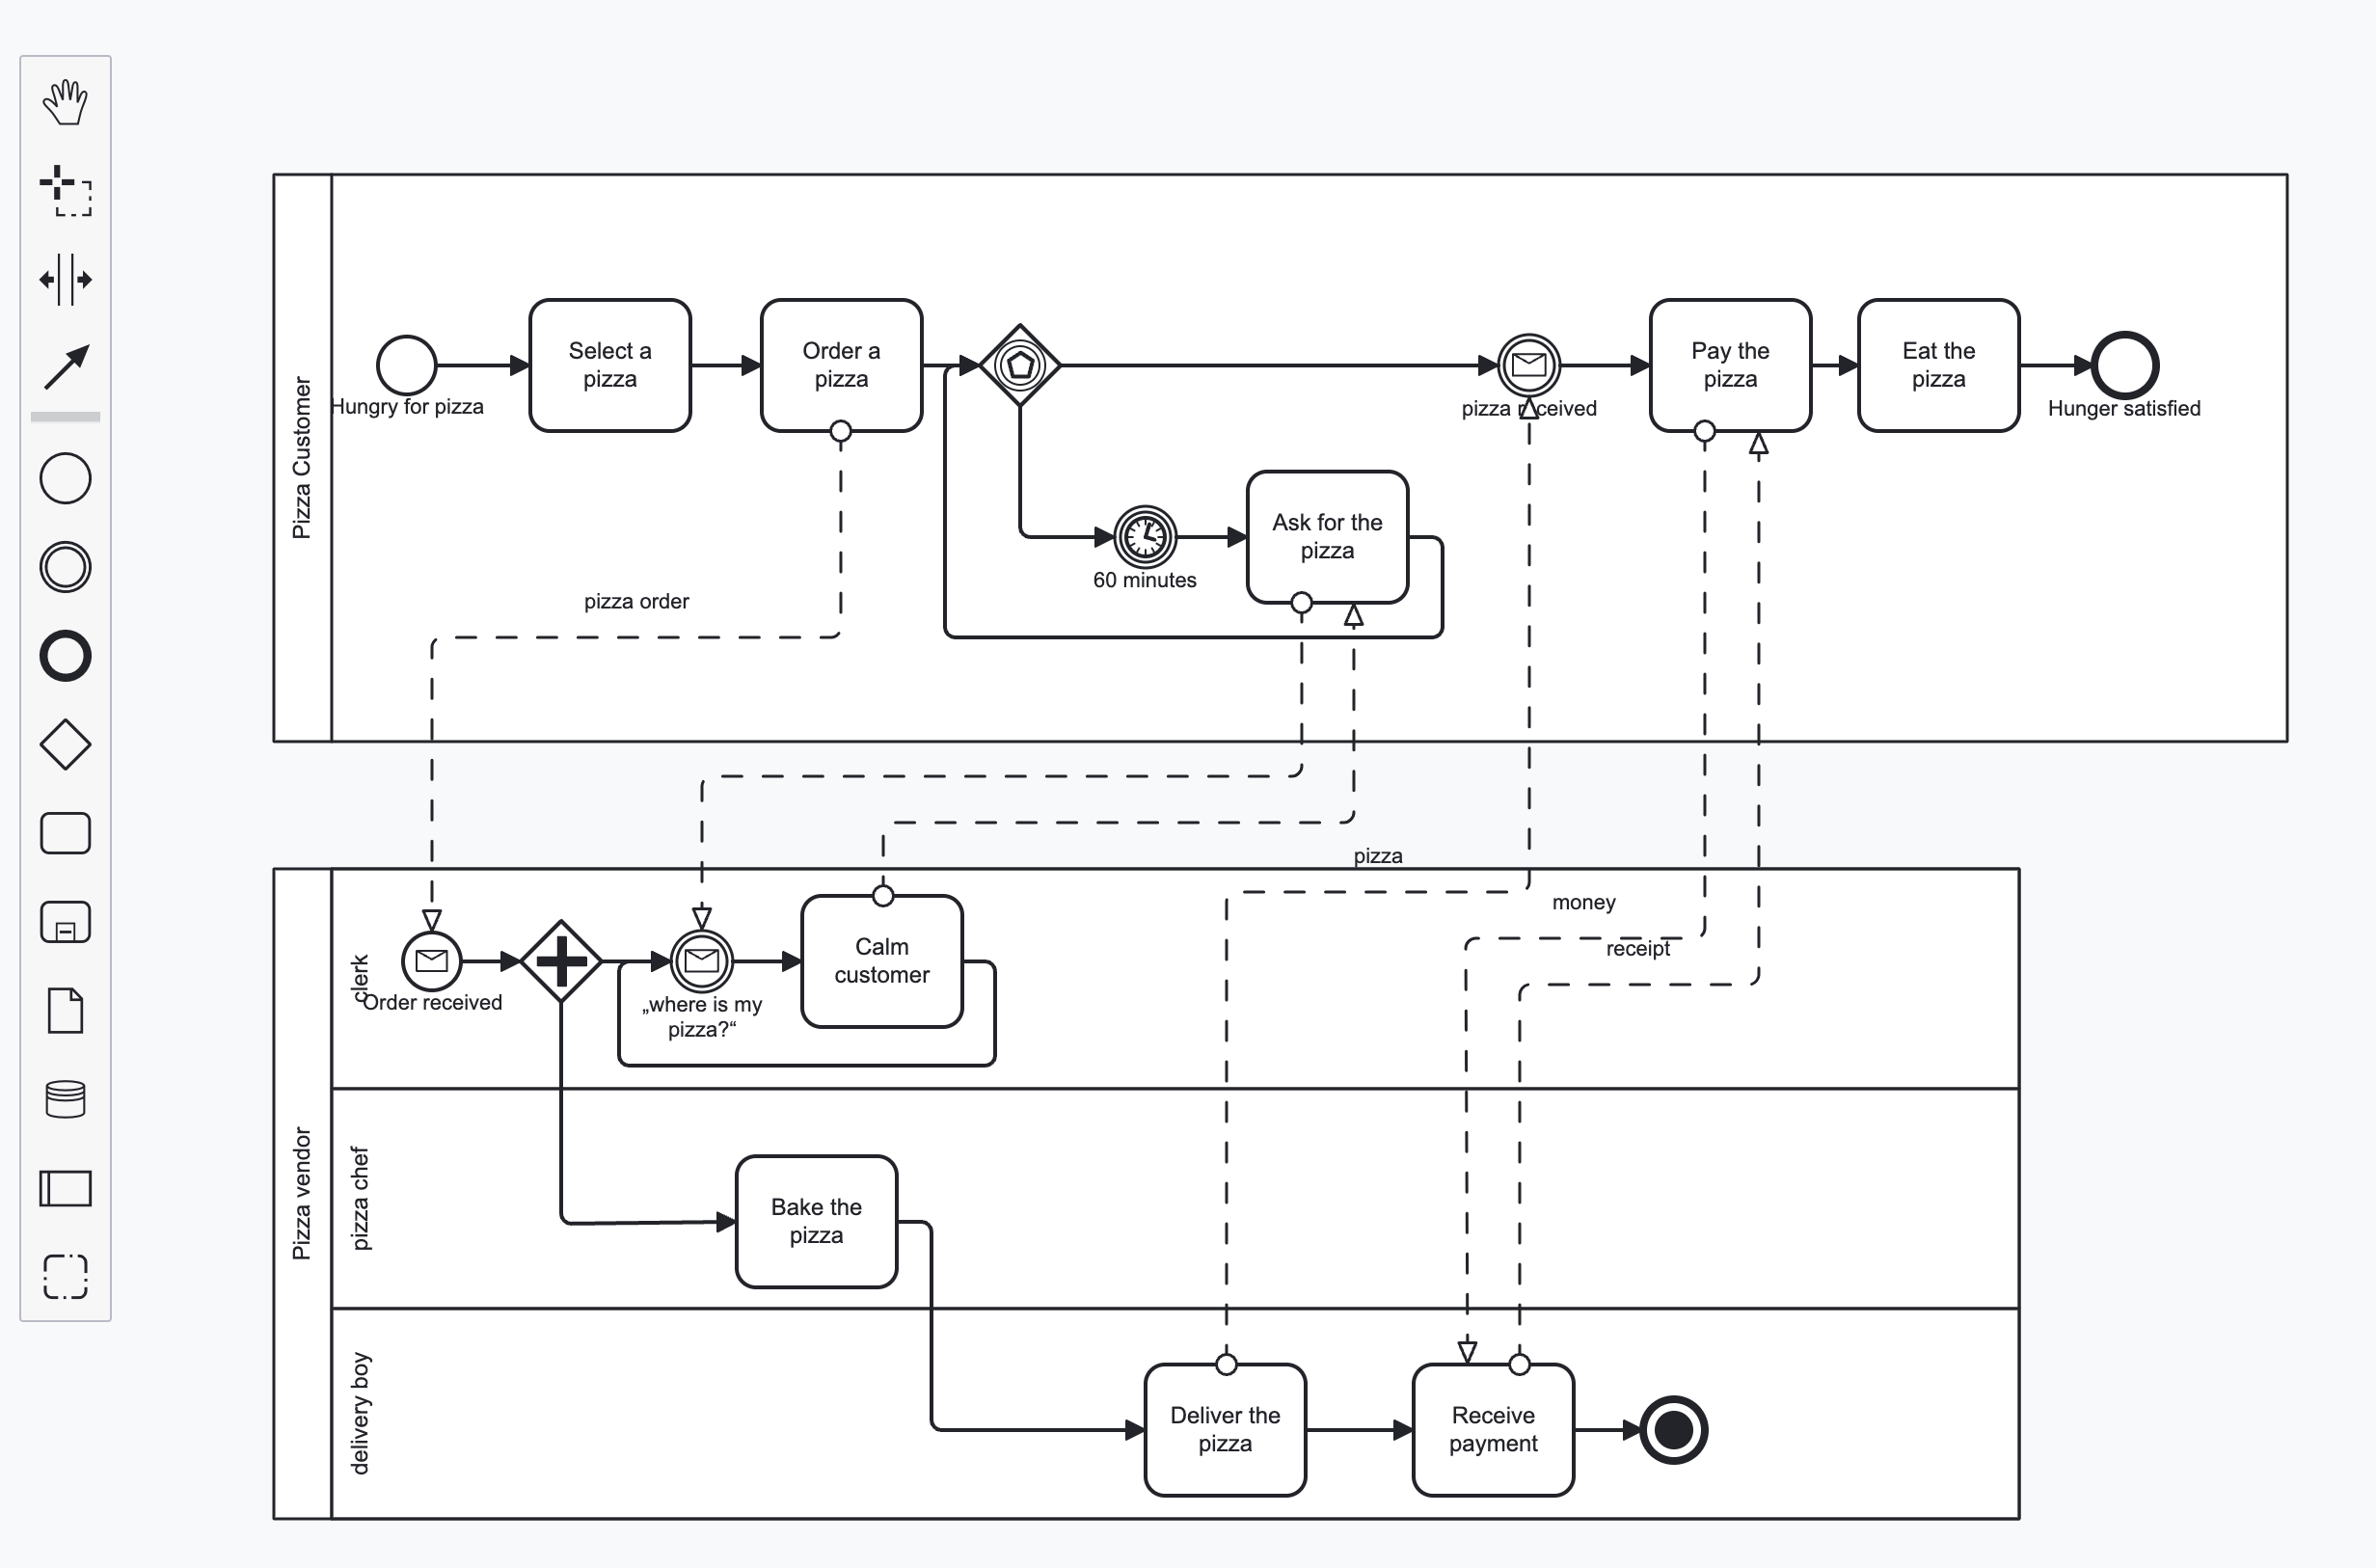 Pizza Customer
Hungry for pizza
Select a
pizza
Order a
pizza
pizza received
Pay the
pizza
Eat the
pizza
Hunger satisfied
60 minutes
Ask for the
pizza
pizza order
pizza
money
receipt
Pizza vendor
clerk
Order received
„where is my
pizza?“
Calm
customer
pizza chef
Bake the
pizza
delivery boy
Deliver the
pizza
Receive
payment